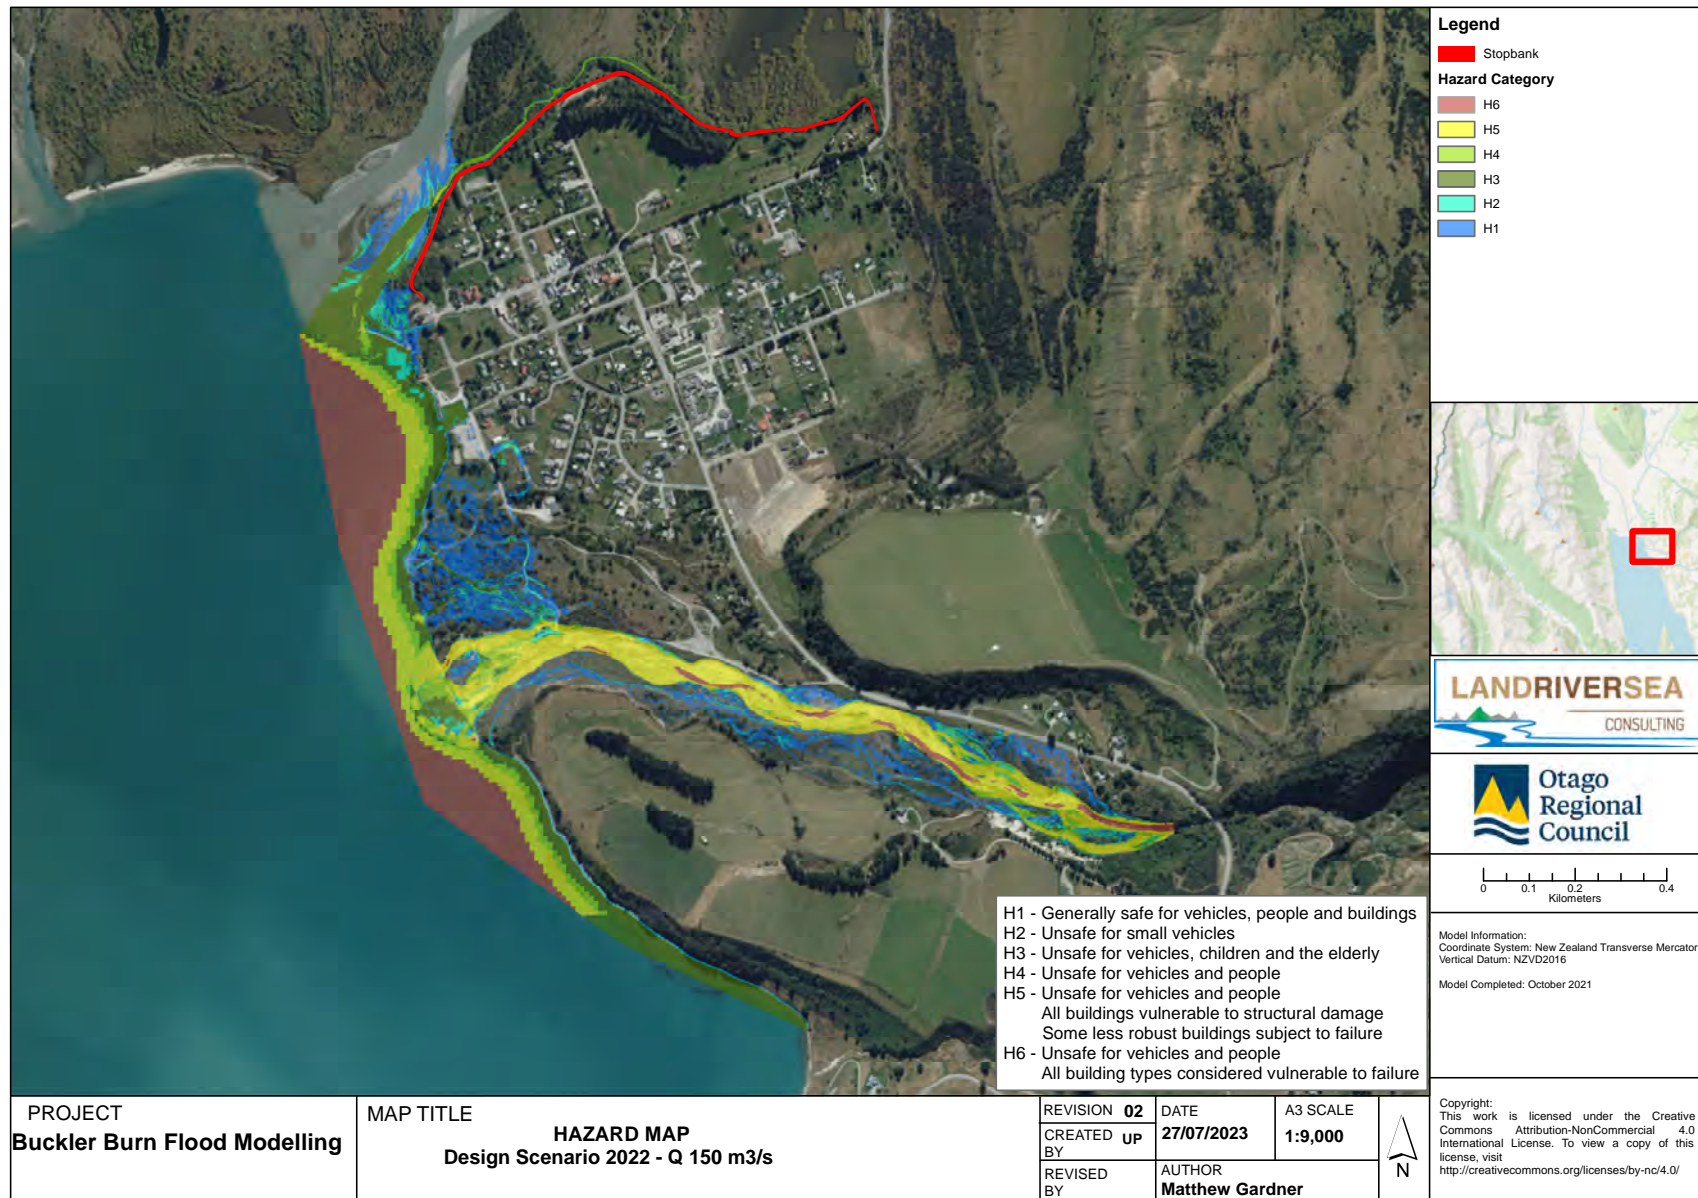 Legend
Stopbank
Hazard Category
H6
H5
H4
H3
H2
H1
LANDRIVERSEA
CONSULTING
Otago
Regional
Council
0 0.1 0.2 0.4
Kilometers
Model Information:
Coordinate System: New Zealand Transverse Mercator
Vertical Datum: NZVD2016
Model Completed: October 2021
Copyright:
This work is licensed under the Creative
Commons Attribution-NonCommercial 4.0
International License. To view a copy of this
license, visit
http://creativecommons.org/licenses/by-nc/4.0/
H1 - Generally safe for vehicles, people and buildings
H2 - Unsafe for small vehicles
H3 - Unsafe for vehicles, children and the elderly
H4 - Unsafe for vehicles and people
H5 - Unsafe for vehicles and people
All buildings vulnerable to structural damage
Some less robust buildings subject to failure
H6 - Unsafe for vehicles and people
All building types considered vulnerable to failure
PROJECT
Buckler Burn Flood Modelling
MAP TITLE
HAZARD MAP
Design Scenario 2022 - Q 150 m3/s
REVISION 02
CREATED BY UP
REVISED BY
DATE
27/07/2023
A3 SCALE
1:9,000
AUTHOR
Matthew Gardner
N